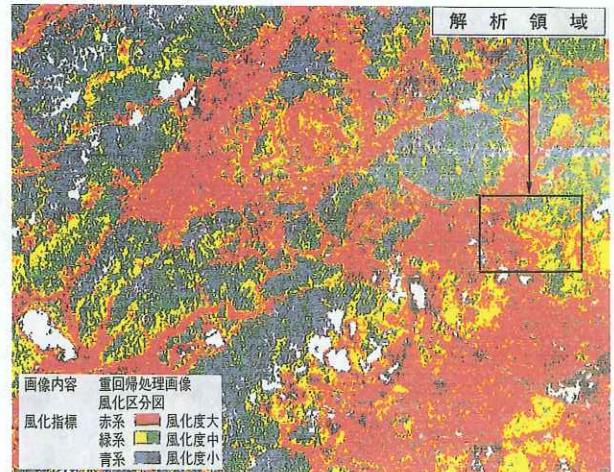 解析領域
画像内容 重回帰処理画像
風化区分図
風化指標 赤系 風化度大
緑系 風化度中
青系 風化度小